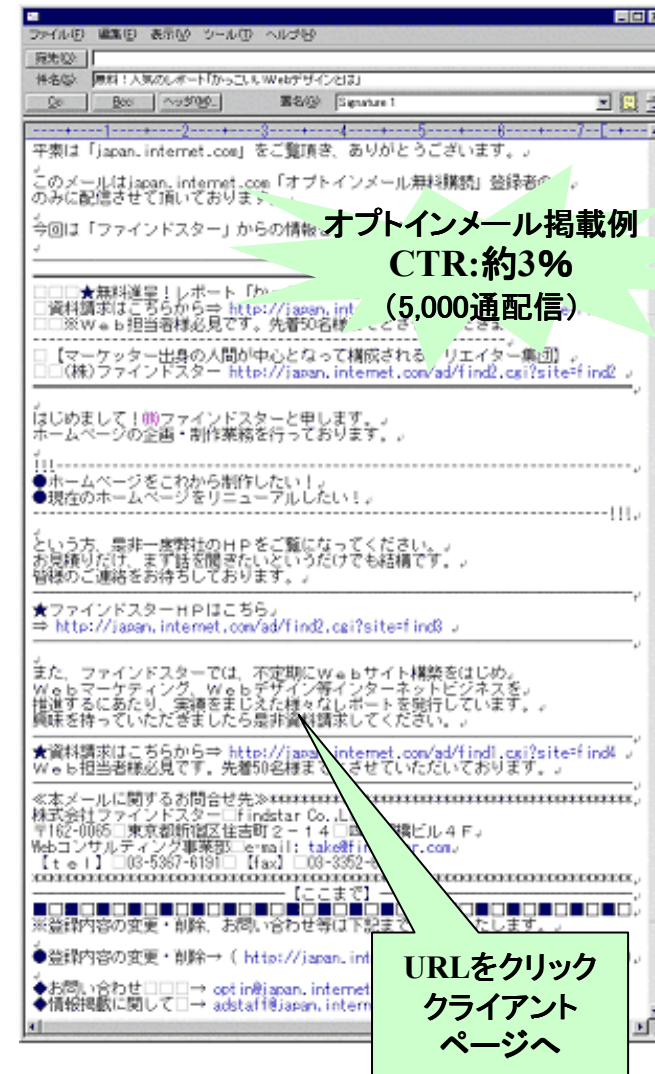 ファイル(F) 編集(E) 表示(V) ツール(T) ヘルプ(H)
宛先(O)
件名(S) 無料！人気のレポート「かっこいいWebデザインとは」
Cc Bcc ヘッダ(M)... 署名(G) Signature 1
平素は「japan.internet.com」をご覧頂き、ありがとうございます。
このメールはjapan.internet.com「オプトインメール無料購読」登録者の
のみに配信させて頂いております
今回は「ファインドスター」からの情報
オプトインメール掲載例
CTR:約3%
(5,000通配信)
□□□★無料進呈！レポート「か
□資料請求はこちらから⇒ http://japan.int
□□※Ｗｅｂ担当者様必見です。先着50名様
□【マーケッター出身の人間が中心となって構成される リエイター集団】
□□(株)ファインドスター http://japan.internet.com/ad/find2.cgi?site=find2
はじめまして！㈱ファインドスターと申します。
ホームページの企画・制作業務を行っております。
!!!
●ホームページをこれから制作したい！
●現在のホームページをリニューアルしたい！
!!!
という方、是非一度弊社のＨＰをご覧になってください。
お見積りだけ、まず話を聞きたいというだけでも結構です。
皆様のご連絡をお待ちしております。
★ファインドスターＨＰはこちら
⇒ http://japan.internet.com/ad/find2.cgi?site=find3
また、ファインドスターでは、不定期にＷｅｂサイト構築をはじめ、
Ｗｅｂマーケティング、Ｗｅｂデザイン等インターネットビジネスを
推進するにあたり、実績をまじえた様々なレポートを発行しています。
興味を持っていただきましたら是非資料請求してください。
★資料請求はこちらから⇒ http://japan.internet.com/ad/find1.cgi?site=find4
Ｗｅｂ担当者様必見です。先着50名様ま とさせていただいております。
≪本メールに関するお問合せ先≫
株式会社ファインドスター□findstar Co.,L
〒162-0065□東京都新宿区住吉町２－１４□ 橋ビル４Ｆ
Webコンサルティング事業部□e-mail: take@fi r.com
【ｔｅｌ】□03-5367-6191□【fax】□03-3352-
【ここまで】
※登録内容の変更・削除、お問い合わせ等は下記まで たします。
●登録内容の変更・削除→ ( http://japan.int
◆お問い合わせ□□□→ optin@japan.internet
◆情報掲載に関して□→ adstaff@japan.intern
URLをクリック
クライアント
ページへ